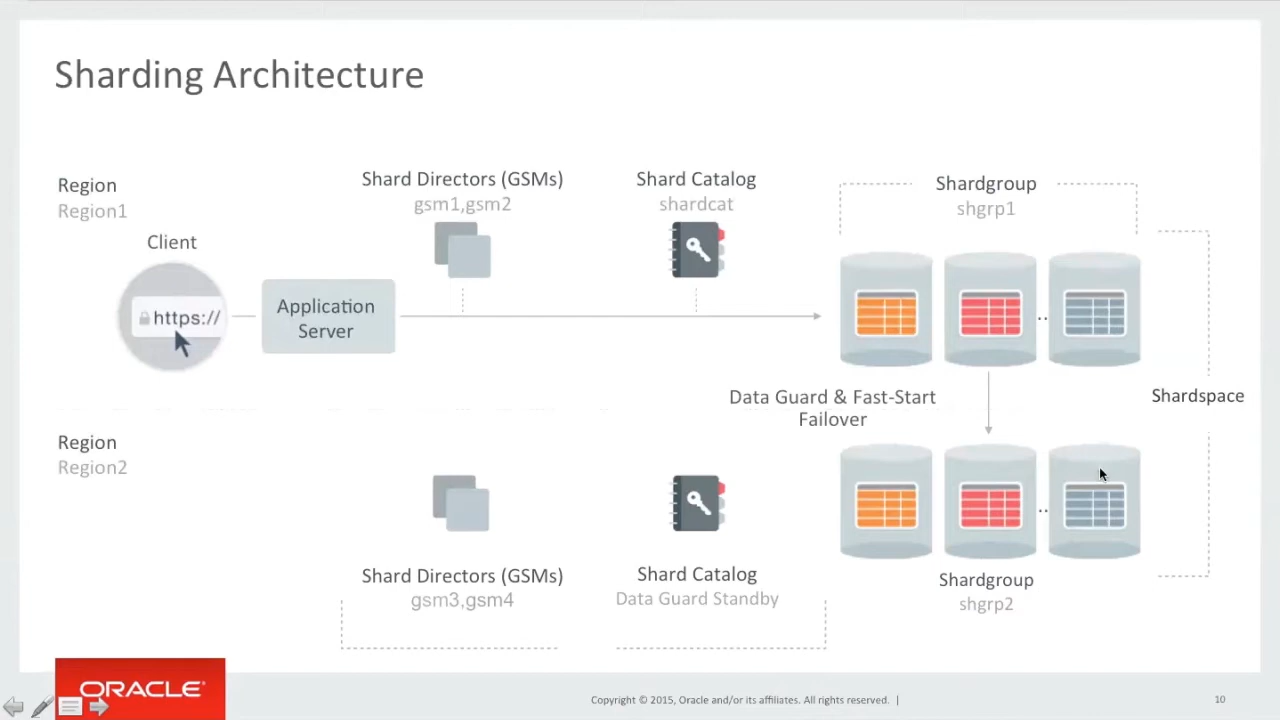 Sharding Architecture
Region
Region1
Shard Directors (GSMs)
gsm1,gsm2
Shard Catalog
shardcat
Shardgroup
shgrp1
Client
https://
Application
Server
Data Guard & Fast-Start
Failover
Shardspace
Region
Region2
Shard Directors (GSMs)
gsm3,gsm4
Shard Catalog
Data Guard Standby
Shardgroup
shgrp2
ORACLE®
Copyright © 2015, Oracle and/or its affiliates. All rights reserved. |
10